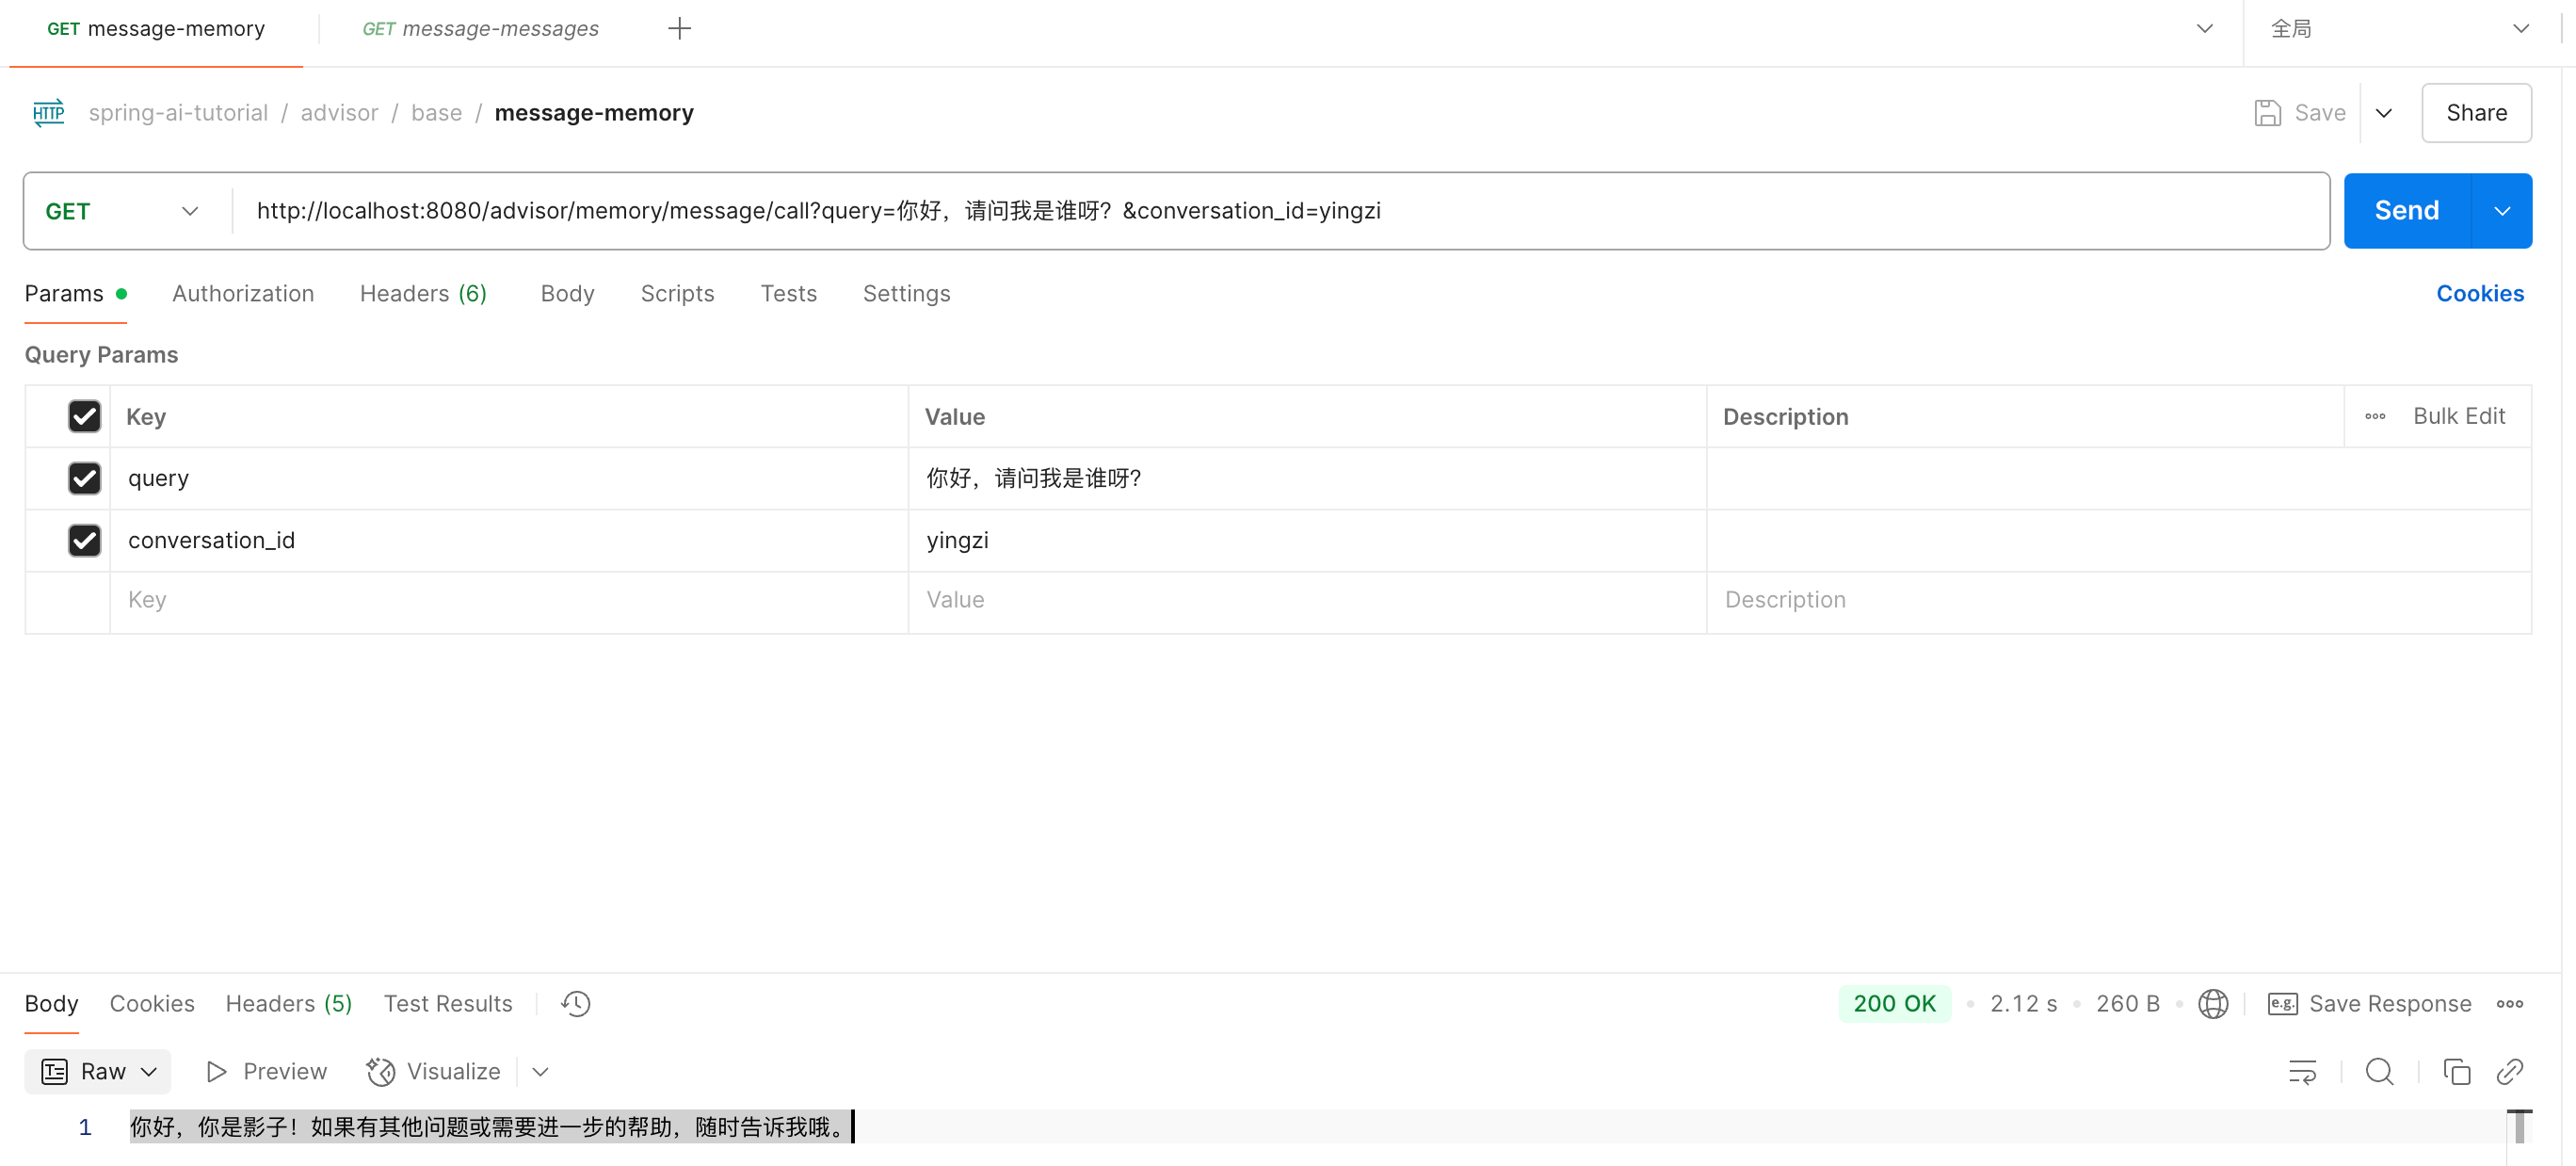 GET message-memory GET message-messages 全局
HTTP spring-ai-tutorial / advisor / base / message-memory Save Share
GET http://localhost:8080/advisor/memory/message/call?query=你好，请问我是谁呀？&conversation_id=yingzi Send
Params Authorization Headers (6) Body Scripts Tests Settings Cookies
Query Params
Key Value Description Bulk Edit
query 你好，请问我是谁呀？
conversation_id yingzi
Key Value Description
Body Cookies Headers (5) Test Results 200 OK 2.12 s 260 B e.g. Save Response
Raw Preview Visualize
1 你好，你是影子！如果有其他问题或需要进一步的帮助，随时告诉我哦。